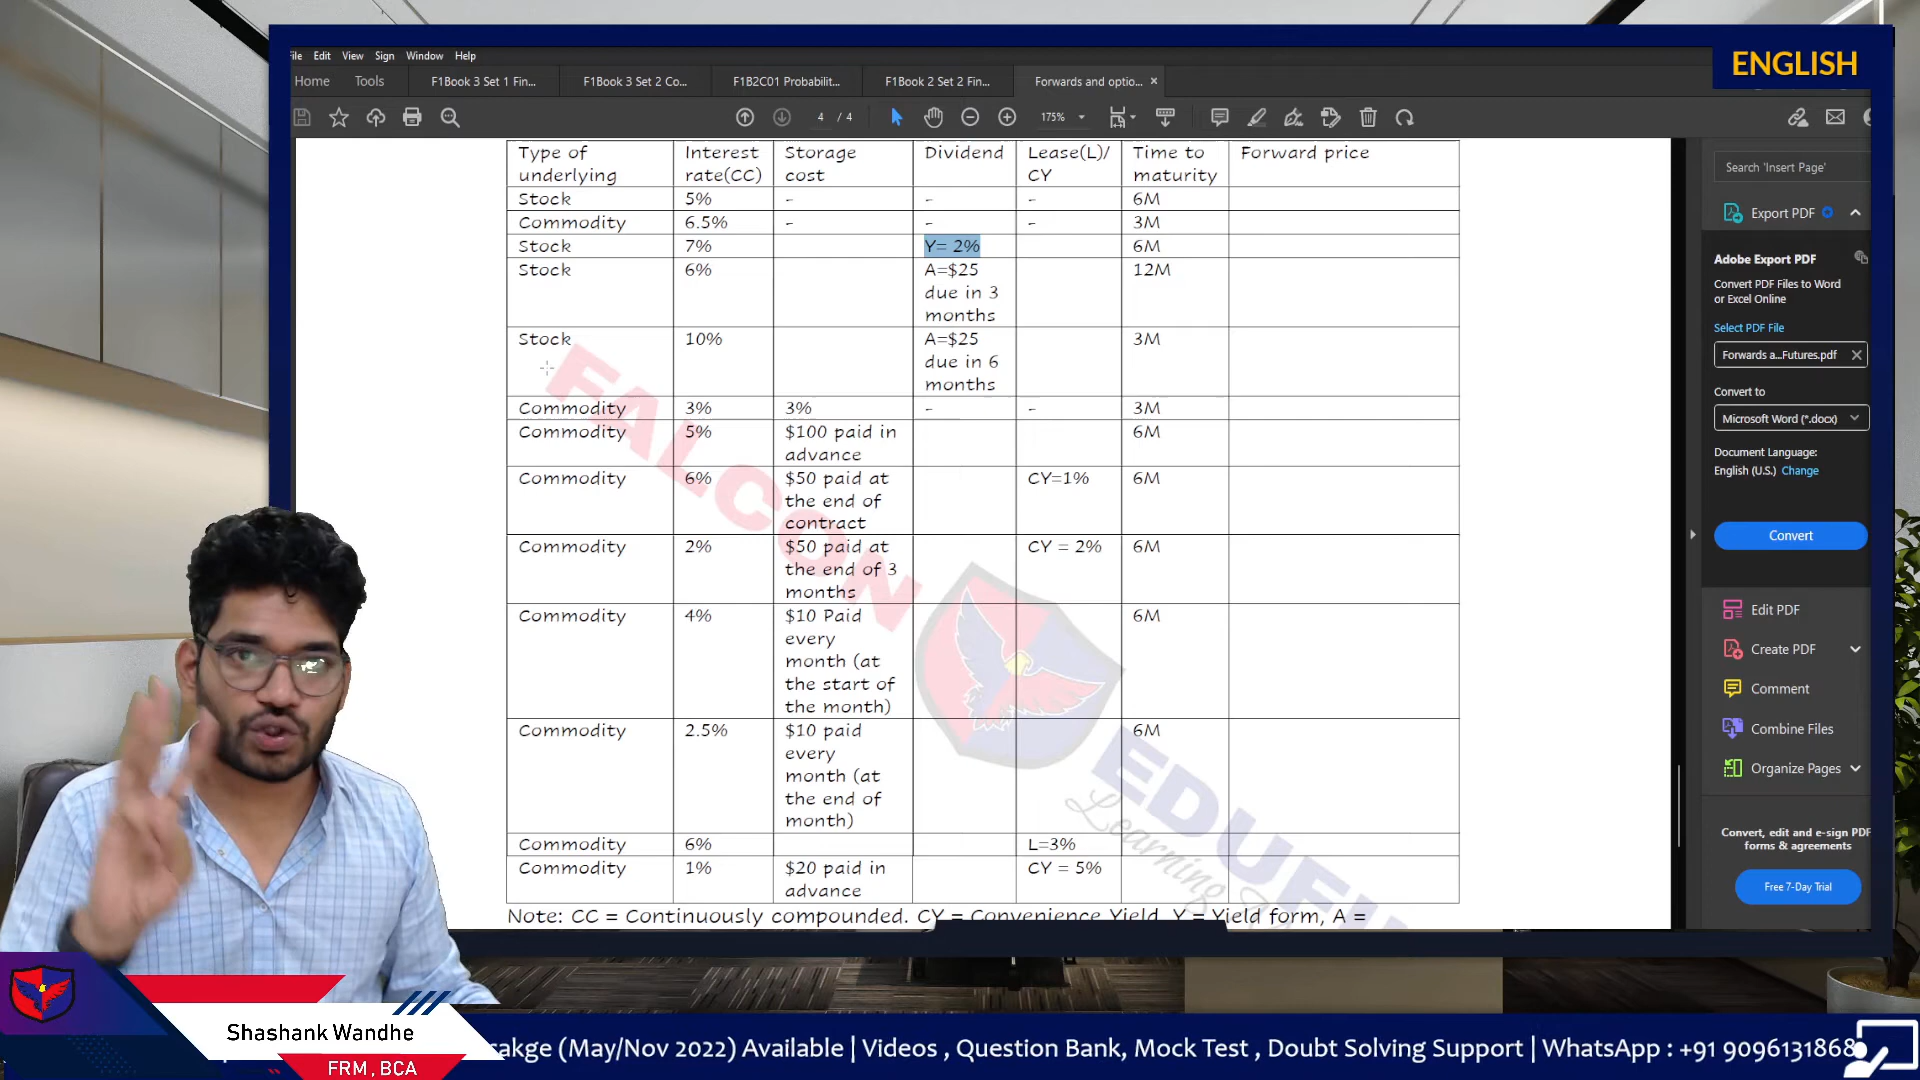 ENGLISH
File Edit View Sign Window Help
Home Tools F1Book 3 Set 1 Fin... F1Book 3 Set 2 Co... F1B2C01 Probabilit... F1Book 2 Set 2 Fin... Forwards and optio... ×
4 / 4 175%
Type of underlying Interest rate(CC) Storage cost Dividend Lease(L)/ CY Time to maturity Forward price
Stock 5% - - - 6M
Commodity 6.5% - - - 3M
Stock 7% Y= 2% 6M
Stock 6% A=$25 due in 3 months 12M
Stock 10% A=$25 due in 6 months 3M
Commodity 3% 3% - - 3M
Commodity 5% $100 paid in advance 6M
Commodity 6% $50 paid at the end of contract CY=1% 6M
Commodity 2% $50 paid at the end of 3 months CY = 2% 6M
Commodity 4% $10 Paid every month (at the start of the month) 6M
Commodity 2.5% $10 paid every month (at the end of month) 6M
Commodity 6% L=3%
Commodity 1% $20 paid in advance CY = 5%
Note: CC = Continuously compounded. CY = Convenience Yield. Y = Yield form, A =
FALCON
Learning
Search 'Insert Page'
Export PDF
Adobe Export PDF
Convert PDF Files to Word
or Excel Online
Select PDF File
Forwards a...Futures.pdf
Convert to
Microsoft Word (*.docx)
Document Language:
English (U.S.) Change
Convert
Edit PDF
Create PDF
Comment
Combine Files
Organize Pages
Convert, edit and e-sign PDF
forms & agreements
Free 7-Day Trial
Shashank Wandhe
FRM, BCA
(May/Nov 2022) Available | Videos , Question Bank, Mock Test , Doubt Solving Support | WhatsApp : +91 9096131868